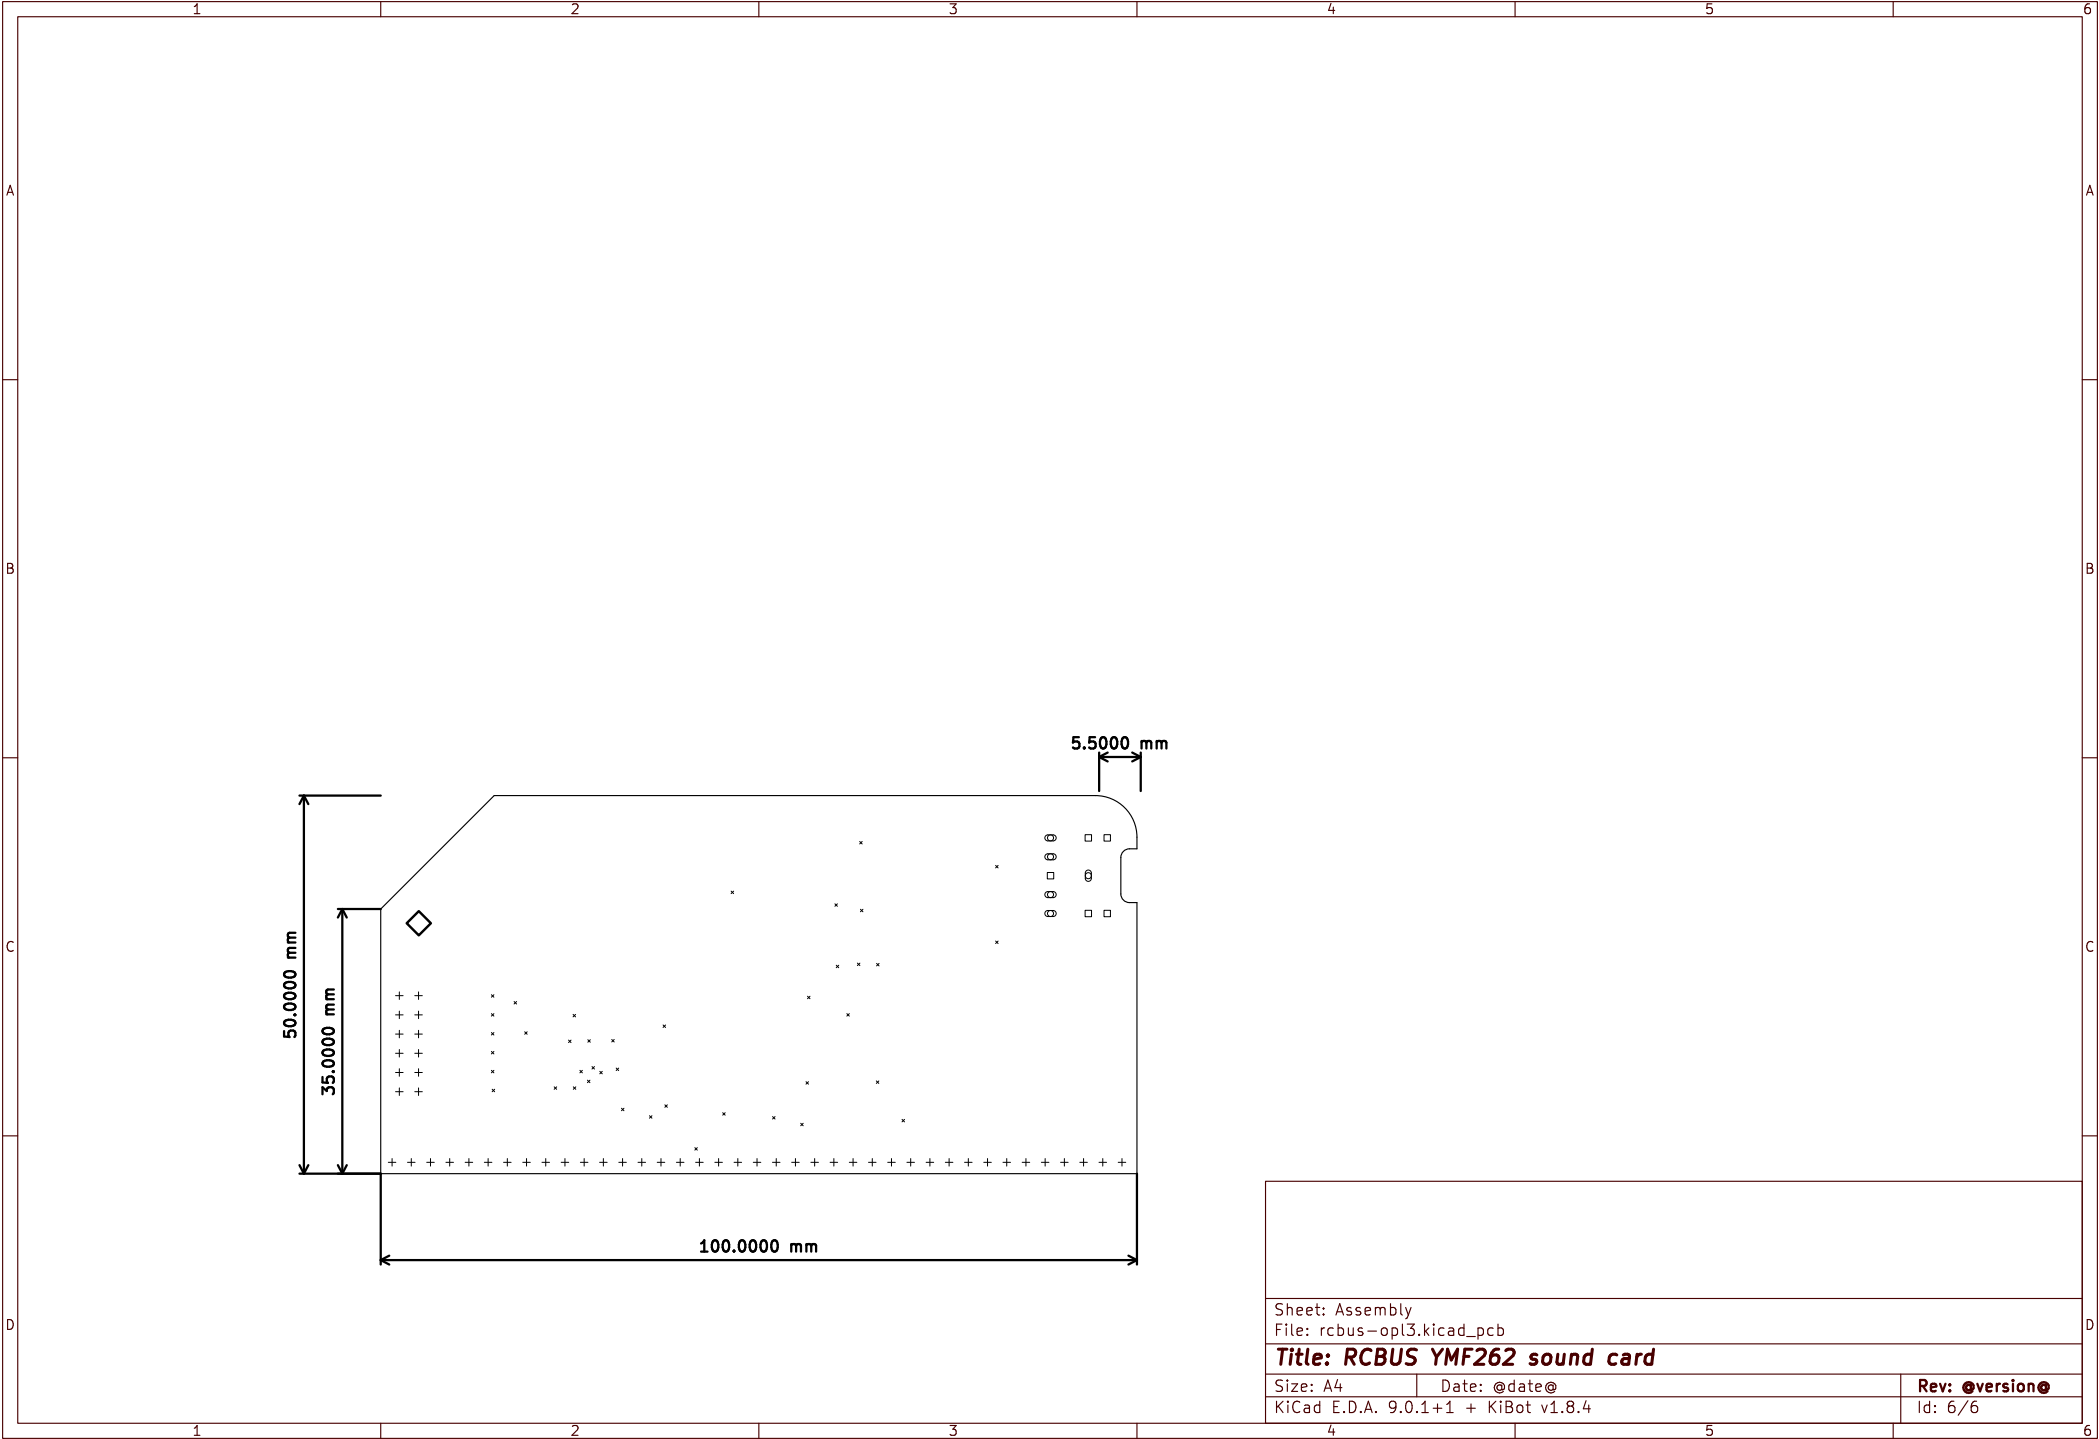 1 2 3 4 5 6
A A
B B
5.5000 mm
50.0000 mm
35.0000 mm
C C
100.0000 mm
D D
Sheet: Assembly
File: rcbus-opl3.kicad_pcb
Title: RCBUS YMF262 sound card
Size: A4 Date: @date@ Rev: @version@
KiCad E.D.A. 9.0.1+1 + KiBot v1.8.4 Id: 6/6
1 2 3 4 5 6